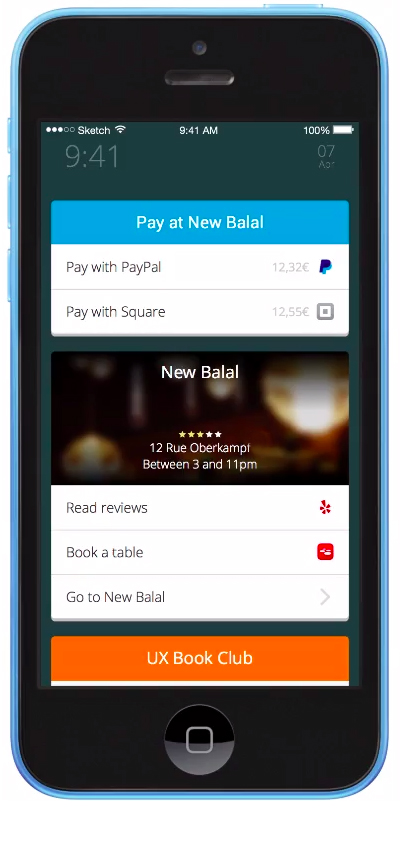 Sketch 9:41 AM 100%
9:41 07
Apr
Pay at New Balal
Pay with PayPal 12,32€
Pay with Square 12,55€
New Balal
12 Rue Oberkampf
Between 3 and 11pm
Read reviews
Book a table
Go to New Balal
UX Book Club